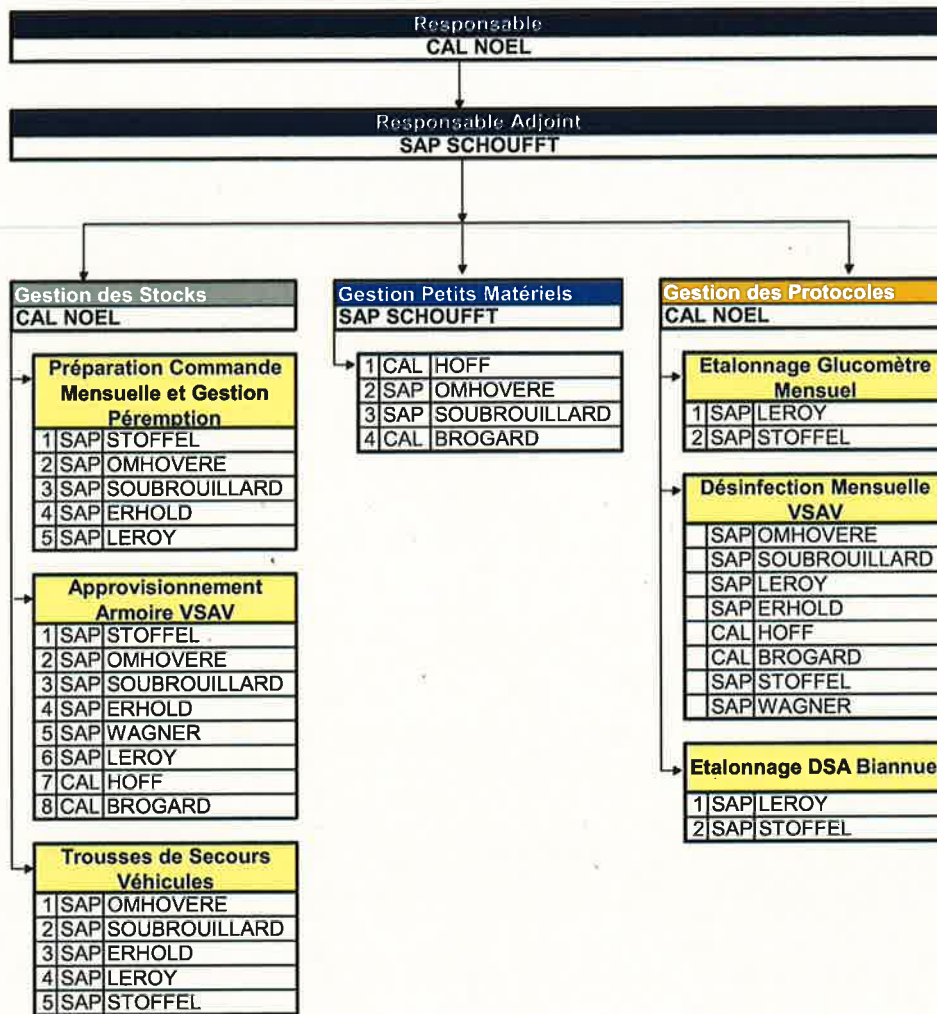 Responsable
CAL NOEL
Responsable Adjoint
SAP SCHOUFFT
Gestion des Stocks
CAL NOEL
Préparation Commande
Mensuelle et Gestion
Péremption
1 SAP STOFFEL
2 SAP OMHOVERE
3 SAP SOUBROUILLARD
4 SAP ERHOLD
5 SAP LEROY
Approvisionnement
Armoire VSAV
1 SAP STOFFEL
2 SAP OMHOVERE
3 SAP SOUBROUILLARD
4 SAP ERHOLD
5 SAP WAGNER
6 SAP LEROY
7 CAL HOFF
8 CAL BROGARD
Trousses de Secours
Véhicules
1 SAP OMHOVERE
2 SAP SOUBROUILLARD
3 SAP ERHOLD
4 SAP LEROY
5 SAP STOFFEL
Gestion Petits Matériels
SAP SCHOUFFT
1 CAL HOFF
2 SAP OMHOVERE
3 SAP SOUBROUILLARD
4 CAL BROGARD
Gestion des Protocoles
CAL NOEL
Etalonnage Glucomètre
Mensuel
1 SAP LEROY
2 SAP STOFFEL
Désinfection Mensuelle
VSAV
SAP OMHOVERE
SAP SOUBROUILLARD
SAP LEROY
SAP ERHOLD
CAL HOFF
CAL BROGARD
SAP STOFFEL
SAP WAGNER
Etalonnage DSA Biannue
1 SAP LEROY
2 SAP STOFFEL